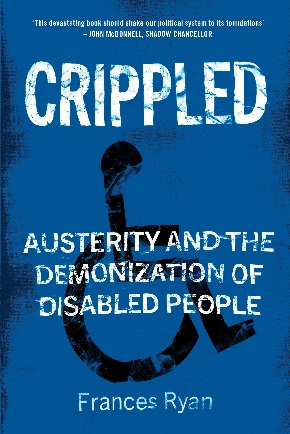 'This devastating book should shake our political system to its foundations'
– JOHN McDONNELL, SHADOW CHANCELLOR
CRIPPLED
AUSTERITY AND THE
DEMONIZATION OF
DISABLED PEOPLE
Frances Ryan